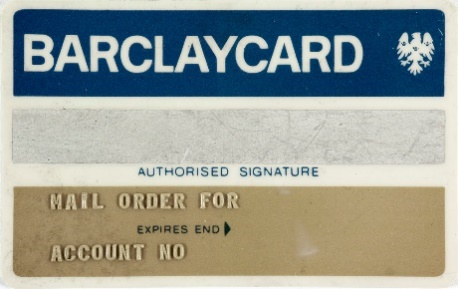 BARCLAYCARD
AUTHORISED SIGNATURE
MAIL ORDER FOR
EXPIRES END
ACCOUNT NO